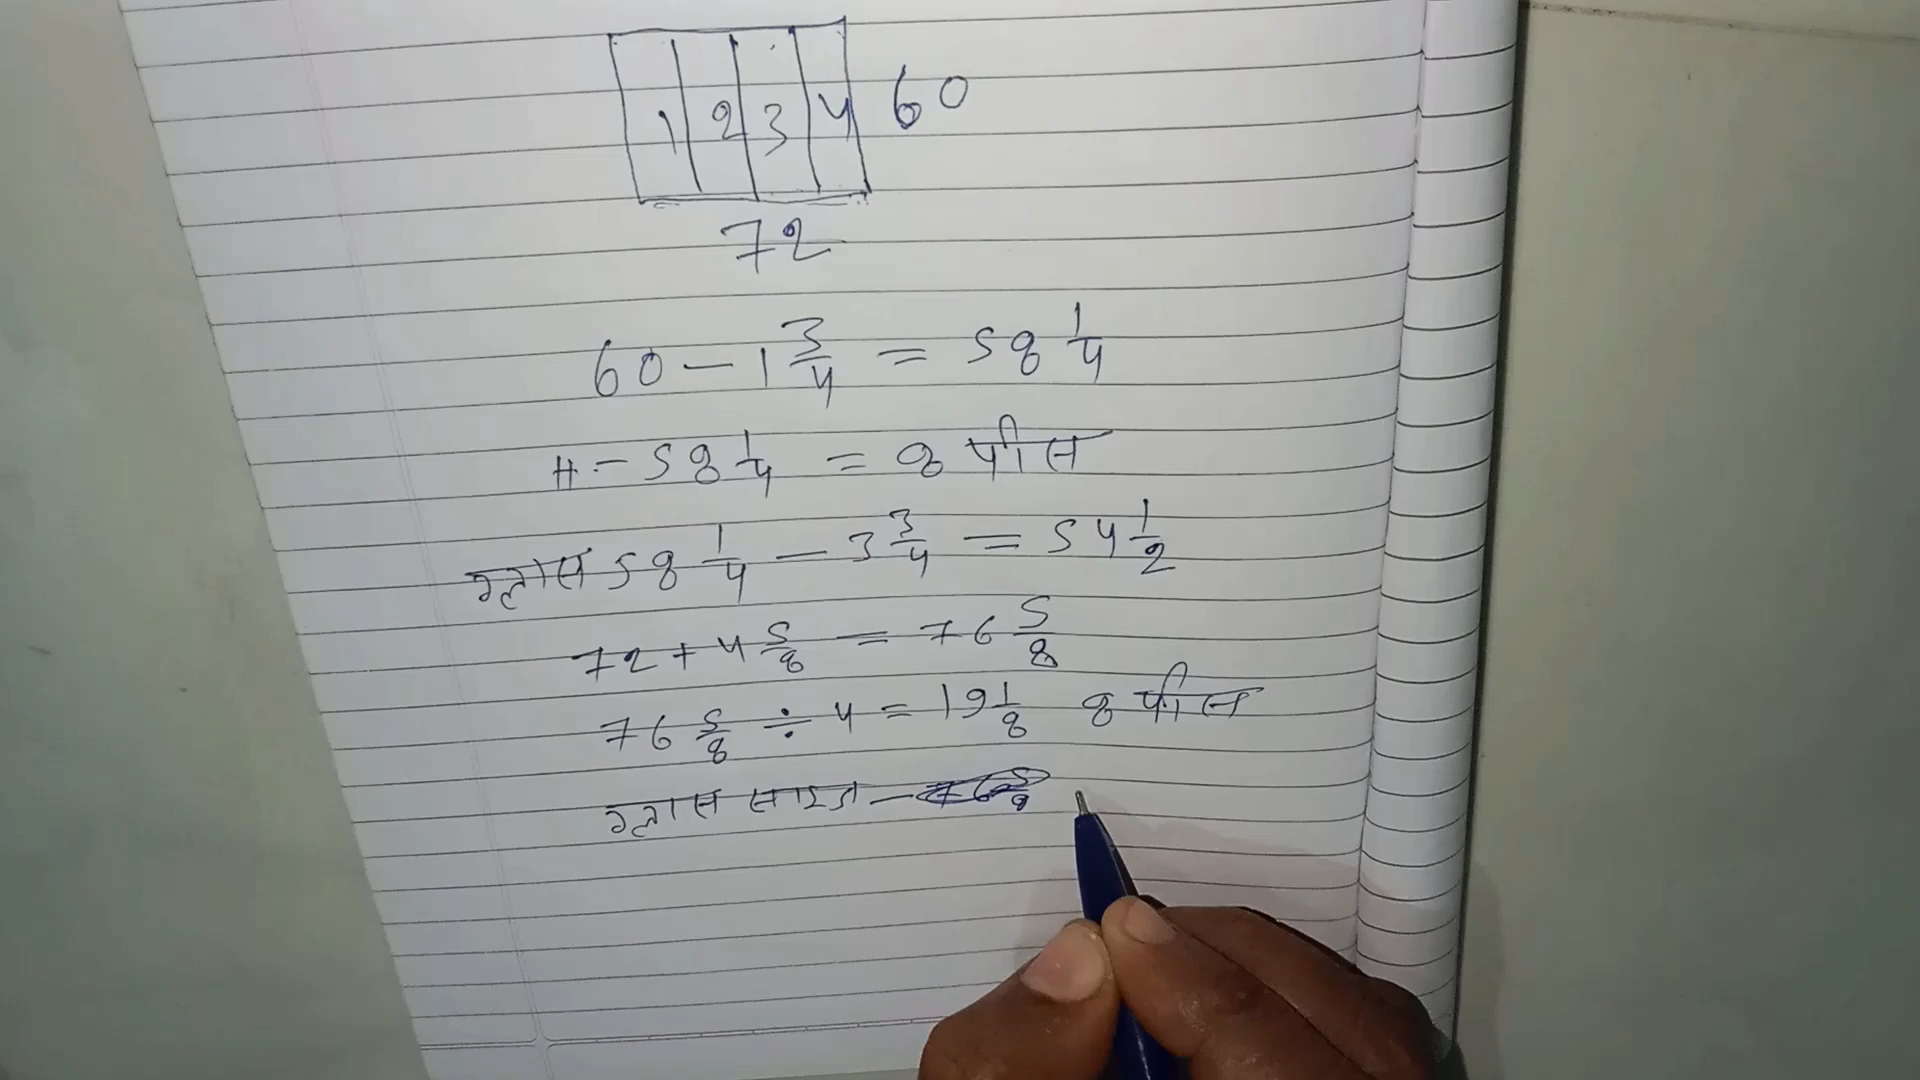 1 2 3 4 60
72
60 - 1 3/4 = 58 1/4
H - 58 1/4 = 8 पीस
ग्लास 58 1/4 - 3 3/4 = 54 1/2
72 + 4 5/8 = 76 5/8
76 5/8 ÷ 4 = 19 1/8 8 पीस
ग्लास साइज -